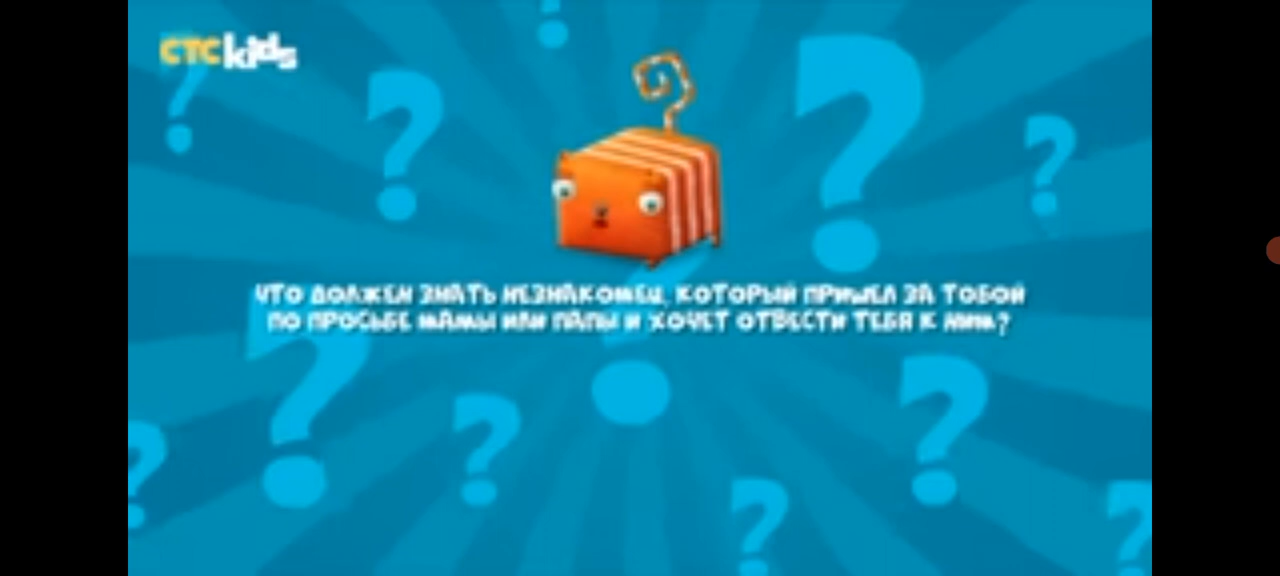 СТС kids
ЧТО ДОЛЖЕН ЗНАТЬ НЕЗНАКОМЕЦ, КОТОРЫЙ ПРИШЕЛ ЗА ТОБОЙ
ПО ПРОСЬБЕ МАМЫ ИЛИ ПАПЫ И ХОЧЕТ ОТВЕСТИ ТЕБЯ К НИМ?